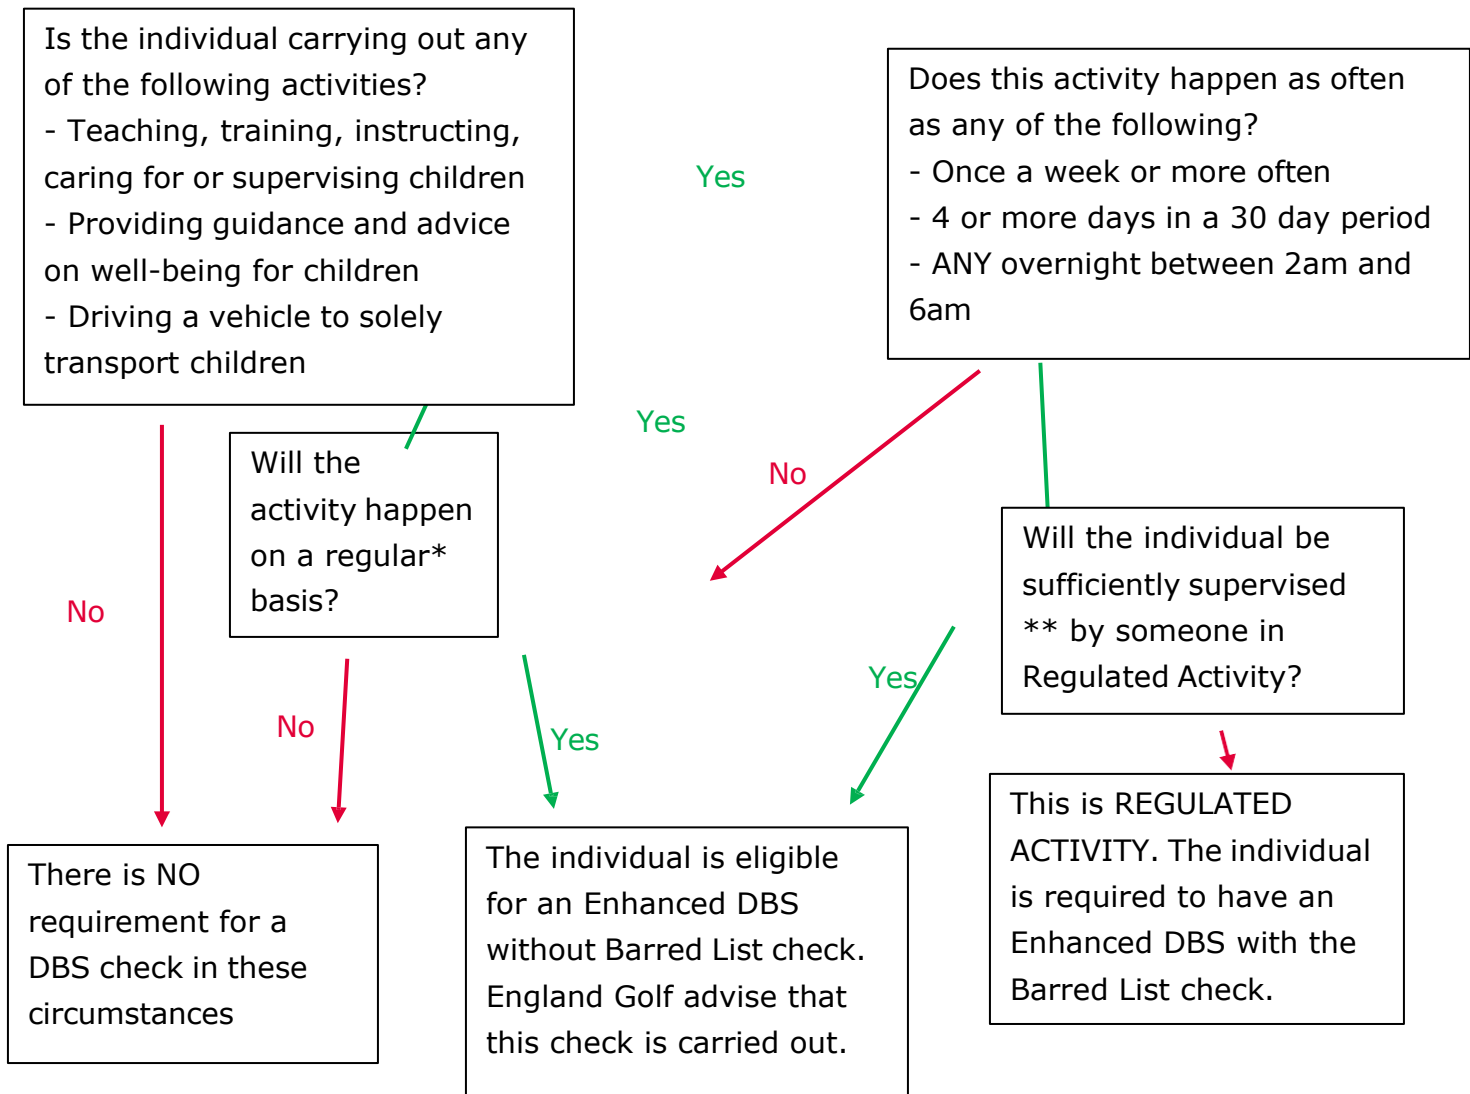 Is the individual carrying out any
of the following activities?
- Teaching, training, instructing,
caring for or supervising children
- Providing guidance and advice
on well-being for children
- Driving a vehicle to solely
transport children
Yes
Does this activity happen as often
as any of the following?
- Once a week or more often
- 4 or more days in a 30 day period
- ANY overnight between 2am and
6am
Yes
No
Will the
activity happen
on a regular*
basis?
Will the individual be
sufficiently supervised
** by someone in
Regulated Activity?
No
No
Yes
Yes
There is NO
requirement for a
DBS check in these
circumstances
The individual is eligible
for an Enhanced DBS
without Barred List check.
England Golf advise that
this check is carried out.
This is REGULATED
ACTIVITY. The individual
is required to have an
Enhanced DBS with the
Barred List check.